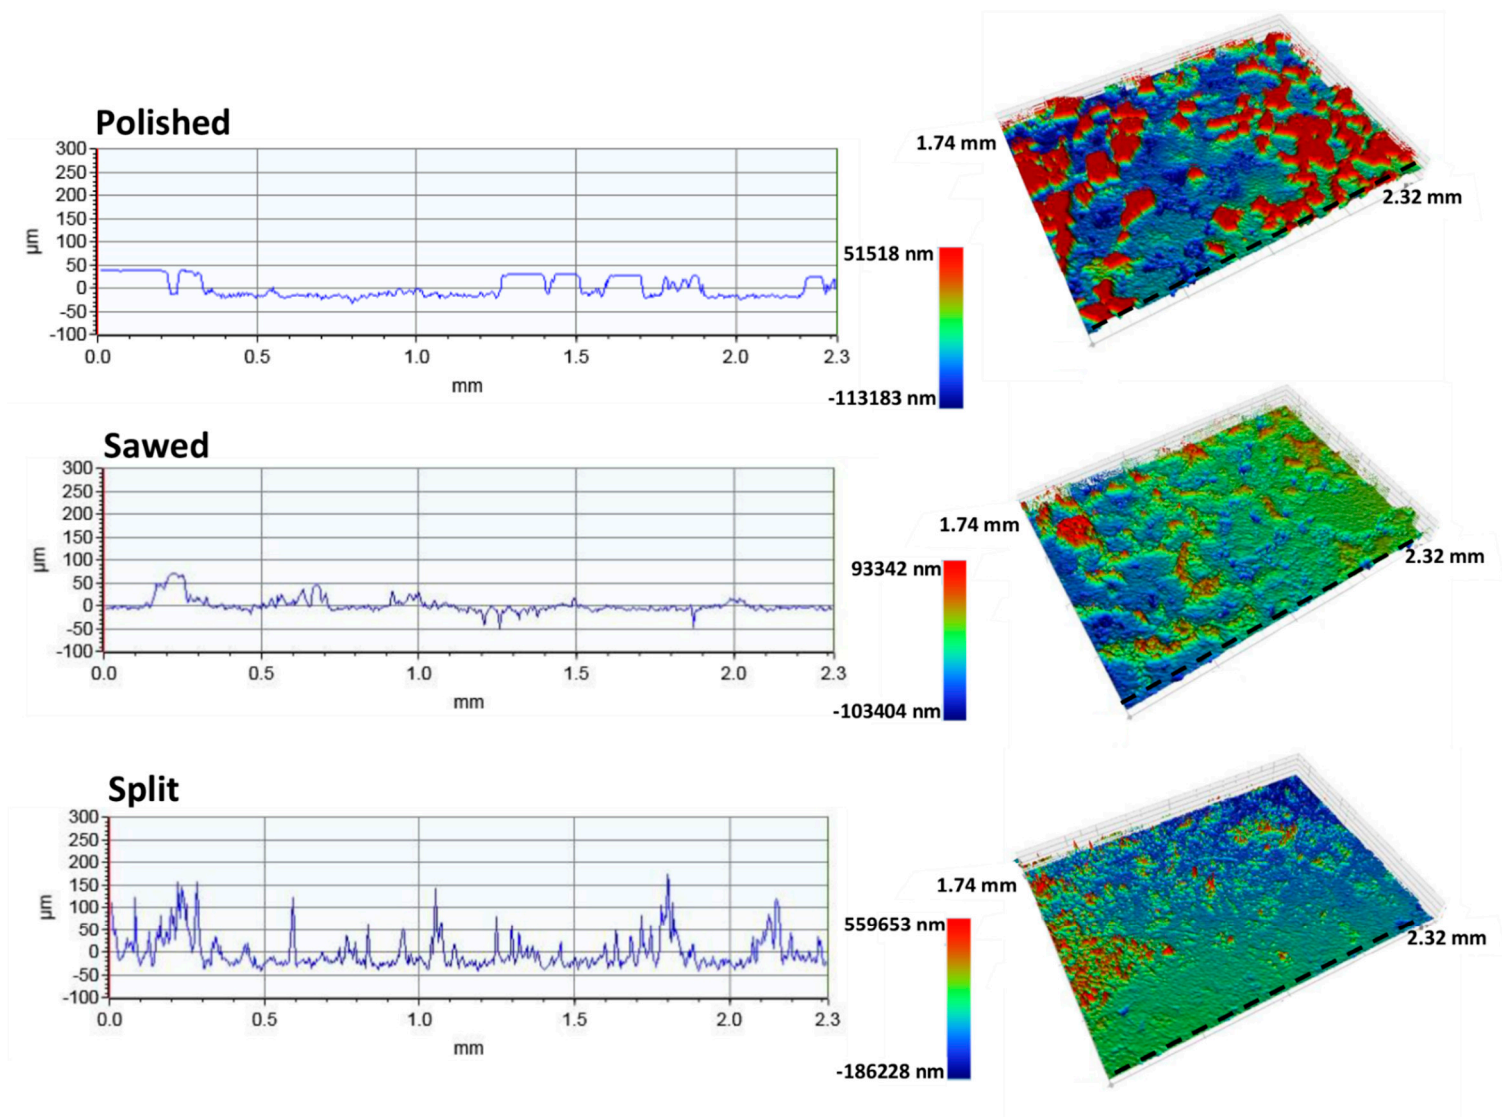 Polished
300
250
200
150
100
50
0
-50
-100
µm
0.0 0.5 1.0 1.5 2.0 2.3
mm
51518 nm
-113183 nm
1.74 mm
2.32 mm
Sawed
300
250
200
150
100
50
0
-50
-100
µm
0.0 0.5 1.0 1.5 2.0 2.3
mm
93342 nm
-103404 nm
1.74 mm
2.32 mm
Split
300
250
200
150
100
50
0
-50
-100
µm
0.0 0.5 1.0 1.5 2.0 2.3
mm
559653 nm
-186228 nm
1.74 mm
2.32 mm